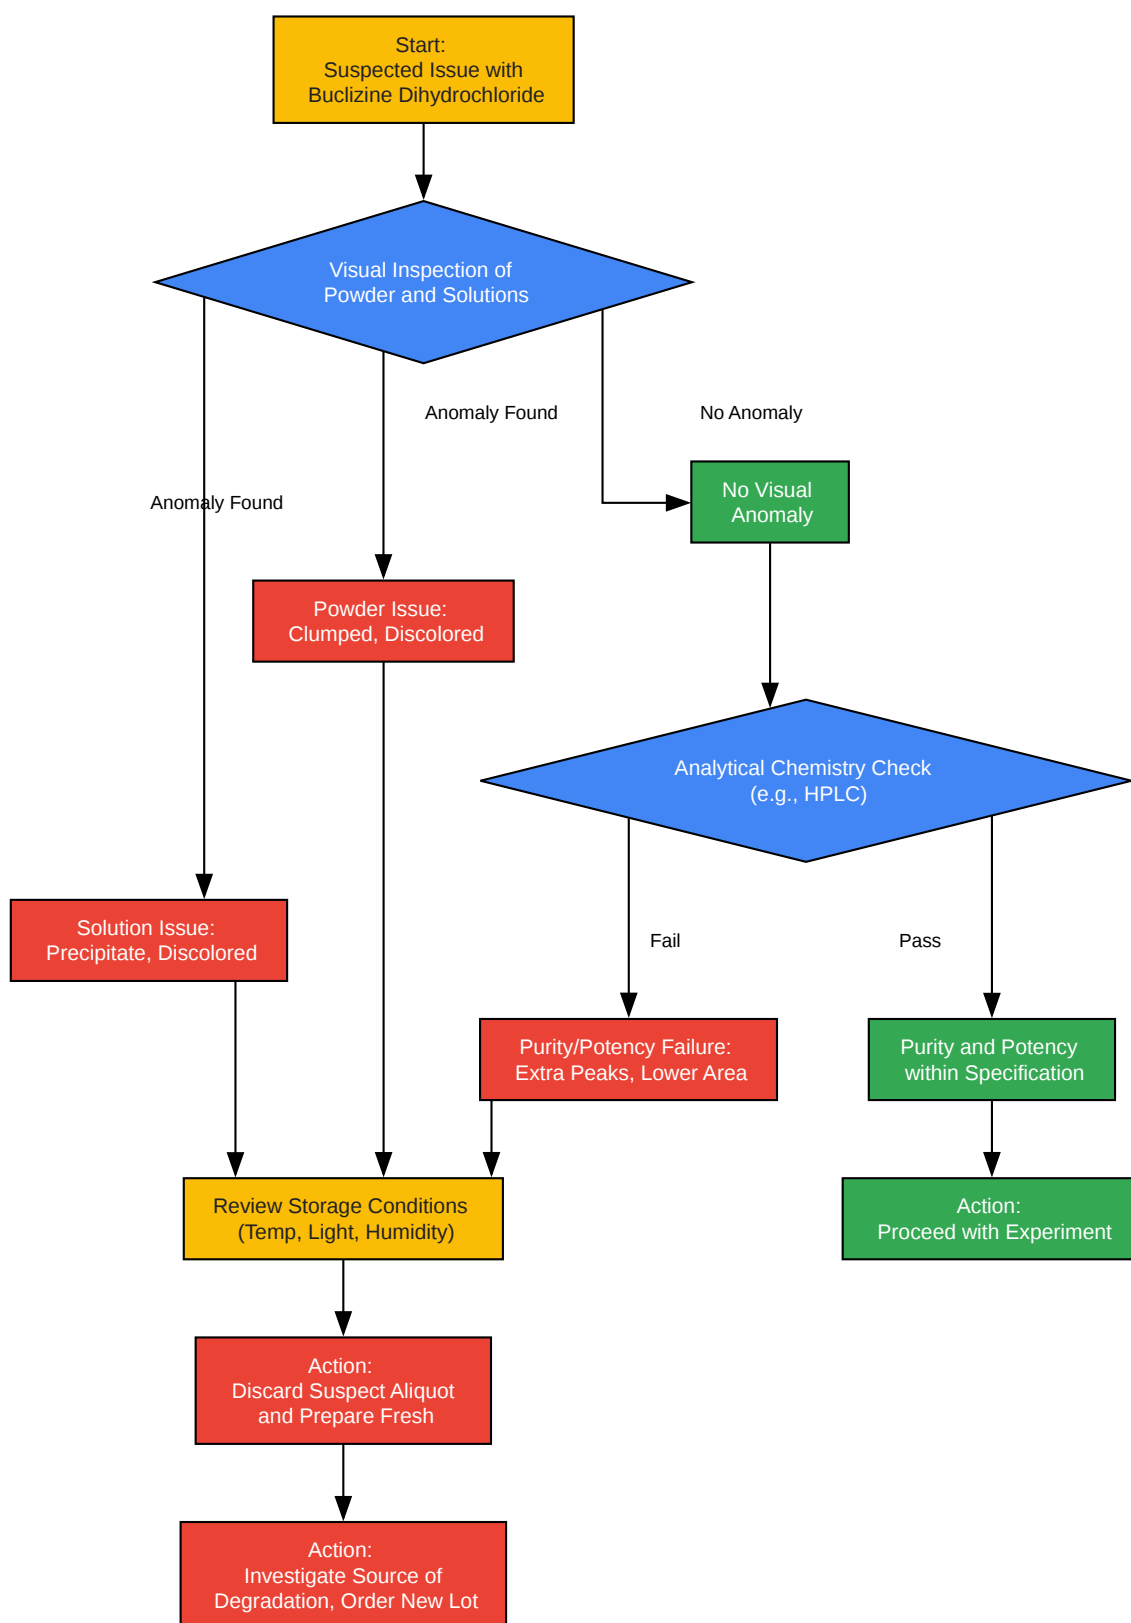 Start:
Suspected Issue with
Buclizine Dihydrochloride
Visual Inspection of
Powder and Solutions
Anomaly Found
No Anomaly
Anomaly Found
No Visual
Anomaly
Powder Issue:
Clumped, Discolored
Analytical Chemistry Check
(e.g., HPLC)
Solution Issue:
Precipitate, Discolored
Fail
Pass
Purity/Potency Failure:
Extra Peaks, Lower Area
Purity and Potency
within Specification
Review Storage Conditions
(Temp, Light, Humidity)
Action:
Proceed with Experiment
Action:
Discard Suspect Aliquot
and Prepare Fresh
Action:
Investigate Source of
Degradation, Order New Lot